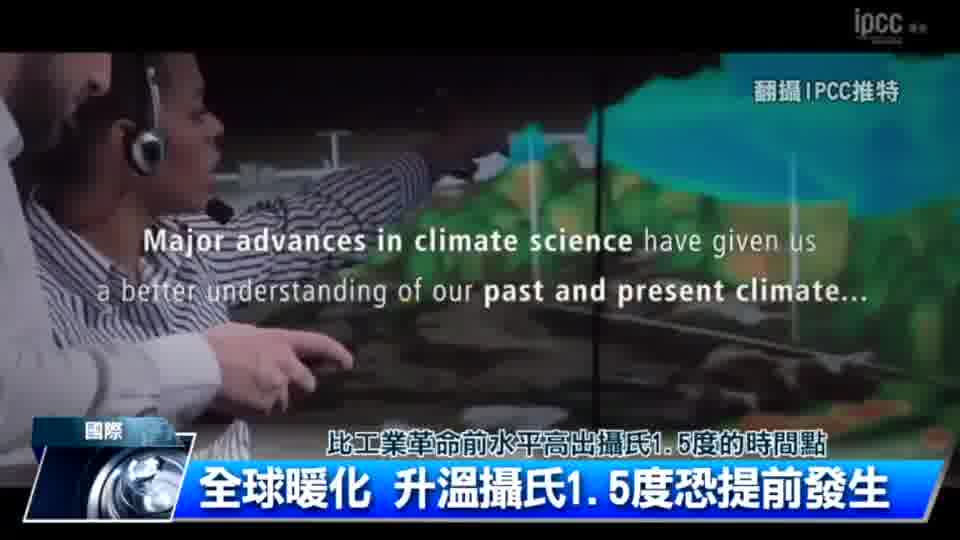 ipcc
翻攝IPCC推特
Major advances in climate science have given us
a better understanding of our past and present climate...
國際
比工業革命前水平高出攝氏1.5度的時間點
全球暖化 升溫攝氏1.5度恐提前發生